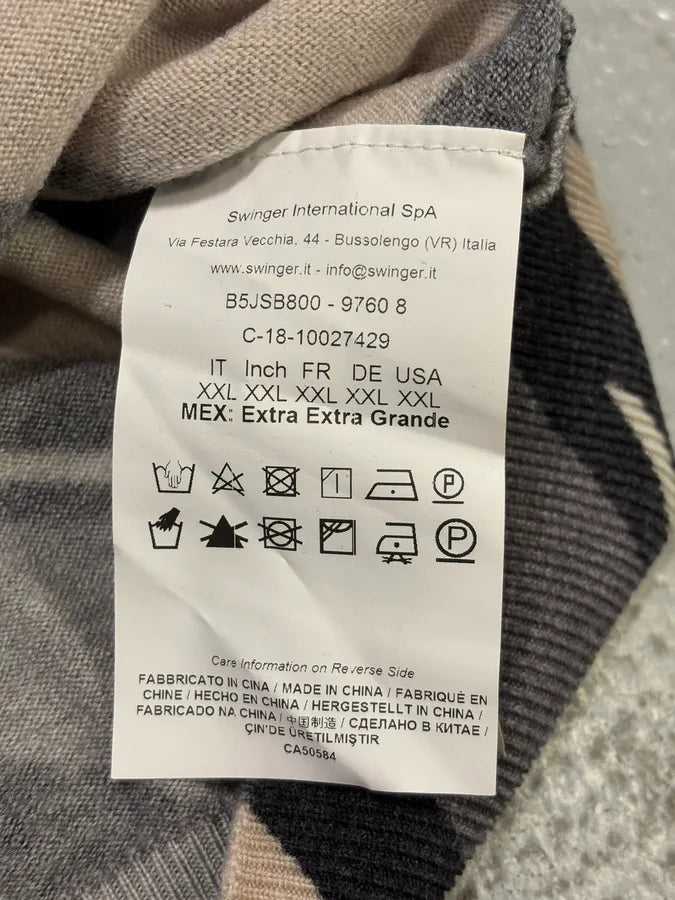 Swinger International SpA
Via Festara Vecchia, 44 - Bussolengo (VR) Italia
www.swinger.it - info@swinger.it
B5JSB800 - 9760 8
C-18-10027429
IT Inch FR DE USA
XXL XXL XXL XXL XXL
MEX: Extra Extra Grande
P
P
Care Information on Reverse Side
FABBRICATO IN CINA / MADE IN CHINA / FABRIQUÉ EN
CHINE / HECHO EN CHINA / HERGESTELLT IN CHINA /
FABRICADO NA CHINA / 中国制造 / СДЕЛАНО В КИТАЕ /
ÇIN'DE ÜRETILMIŞTIR
CA50584